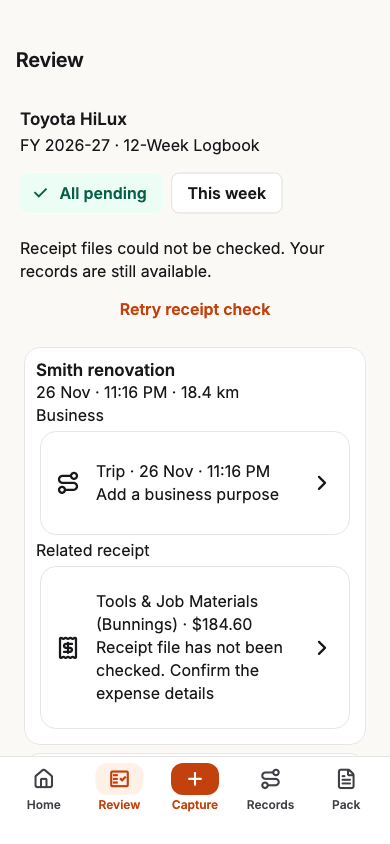 Review
Toyota HiLux
FY 2026-27 · 12-Week Logbook
All pending
This week
Receipt files could not be checked. Your
records are still available.
Retry receipt check
Smith renovation
26 Nov · 11:16 PM · 18.4 km
Business
Trip · 26 Nov · 11:16 PM
Add a business purpose
Related receipt
Tools & Job Materials
(Bunnings) · $184.60
Receipt file has not been
checked. Confirm the
expense details
Home
Review
Capture
Records
Pack